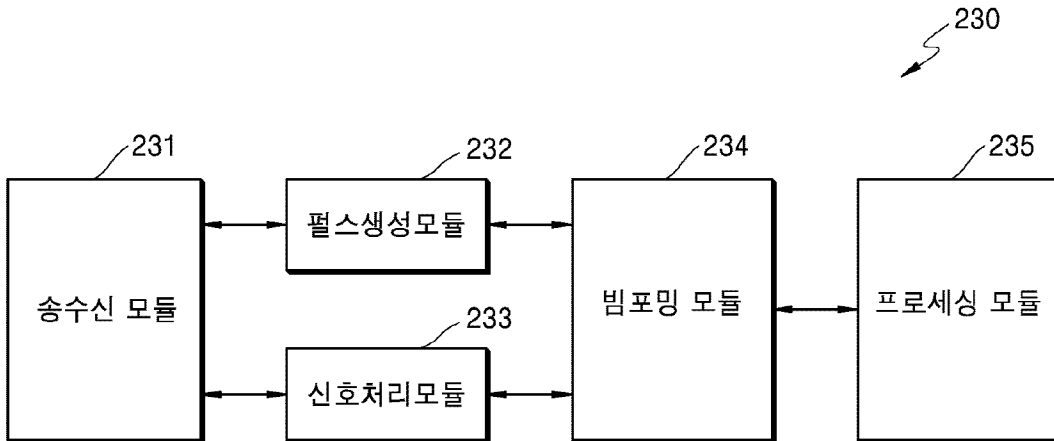 230
231
232
234
235
펄스생성모듈
송수신 모듈
빔포밍 모듈
프로세싱 모듈
233
신호처리모듈